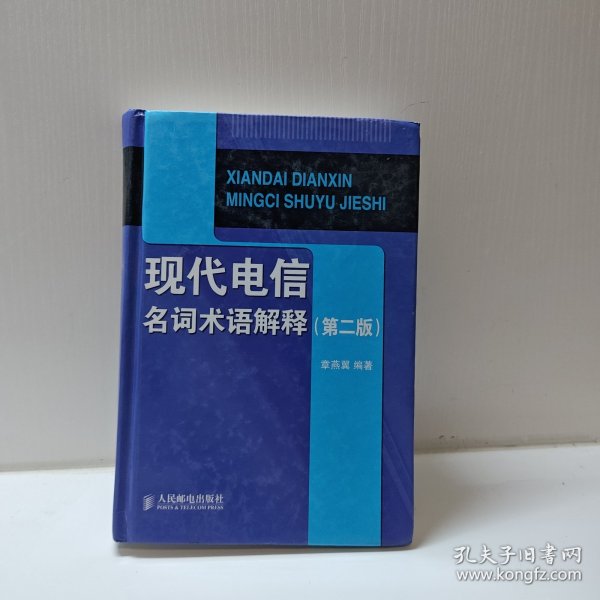 XIANDAI DIANXIN
MINGCI SHUYU JIESHI
现代电信
名词术语解释(第二版)
章燕翼 编著
人民邮电出版社
POSTS & TELECOM PRESS
孔夫子旧书网
www.kongfz.com